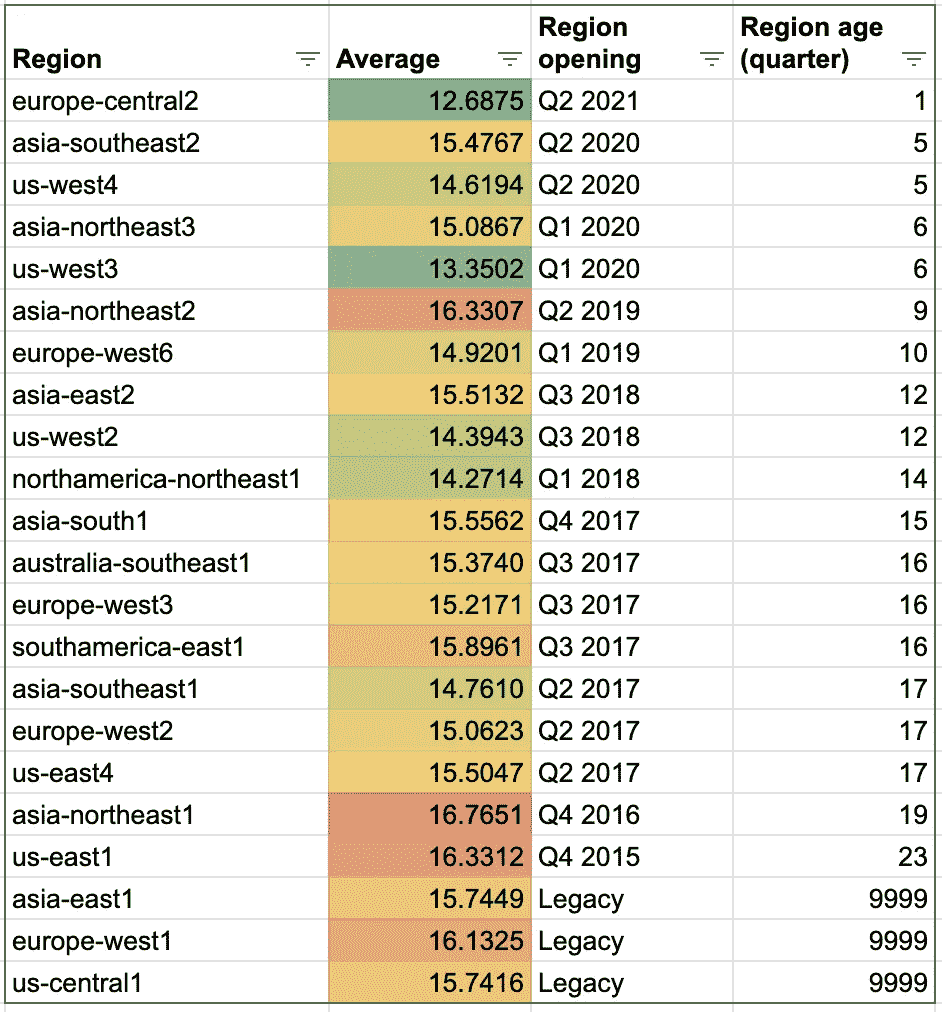 Region Average Region opening Region age (quarter)
europe-central2 12.6875 Q2 2021 1
asia-southeast2 15.4767 Q2 2020 5
us-west4 14.6194 Q2 2020 5
asia-northeast3 15.0867 Q1 2020 6
us-west3 13.3502 Q1 2020 6
asia-northeast2 16.3307 Q2 2019 9
europe-west6 14.9201 Q1 2019 10
asia-east2 15.5132 Q3 2018 12
us-west2 14.3943 Q3 2018 12
northamerica-northeast1 14.2714 Q1 2018 14
asia-south1 15.5562 Q4 2017 15
australia-southeast1 15.3740 Q3 2017 16
europe-west3 15.2171 Q3 2017 16
southamerica-east1 15.8961 Q3 2017 16
asia-southeast1 14.7610 Q2 2017 17
europe-west2 15.0623 Q2 2017 17
us-east4 15.5047 Q2 2017 17
asia-northeast1 16.7651 Q4 2016 19
us-east1 16.3312 Q4 2015 23
asia-east1 15.7449 Legacy 9999
europe-west1 16.1325 Legacy 9999
us-central1 15.7416 Legacy 9999